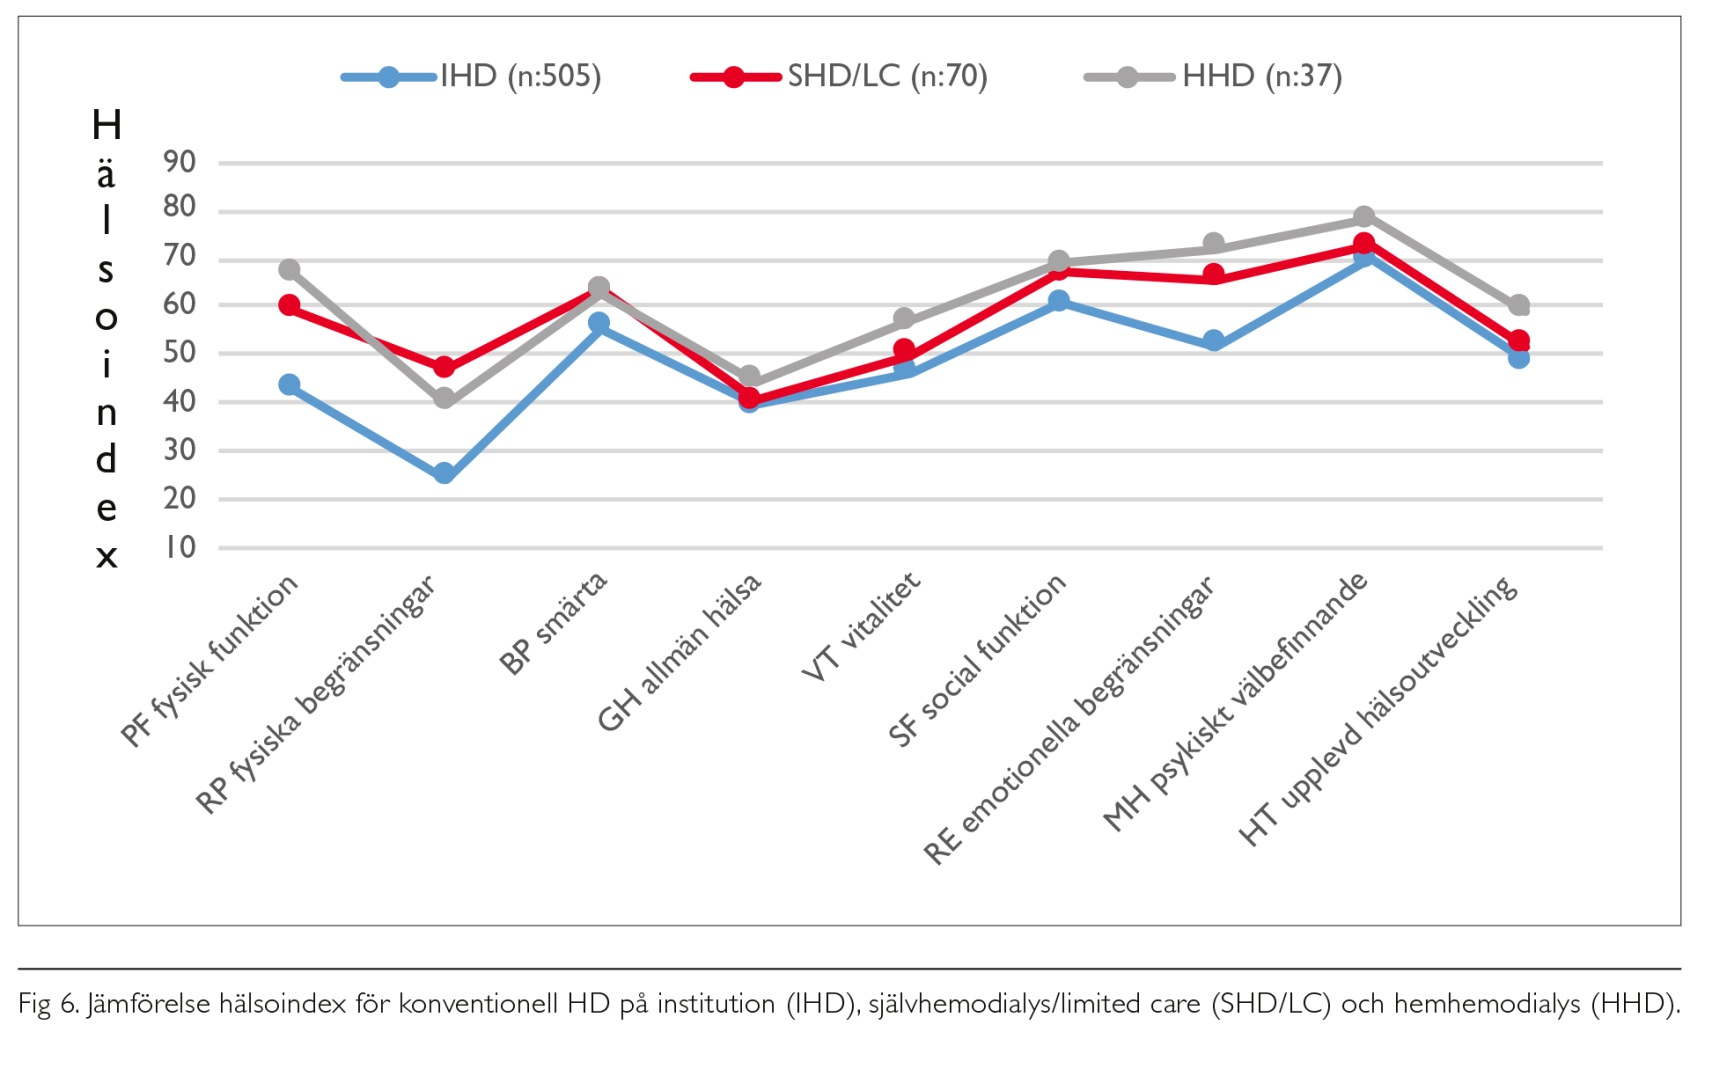 IHD (n:505) SHD/LC (n:70) HHD (n:37)
Hälsoindex
90
80
70
60
50
40
30
20
10
PF fysisk funktion
RP fysiska begränsningar
BP smärta
GH allmän hälsa
VT vitalitet
SF social funktion
RE emotionella begränsningar
MH psykiskt välbefinnande
HT upplevd hälsoutveckling
Fig 6. Jämförelse hälsoindex för konventionell HD på institution (IHD), självhemodialys/limited care (SHD/LC) och hemhemodialys (HHD).